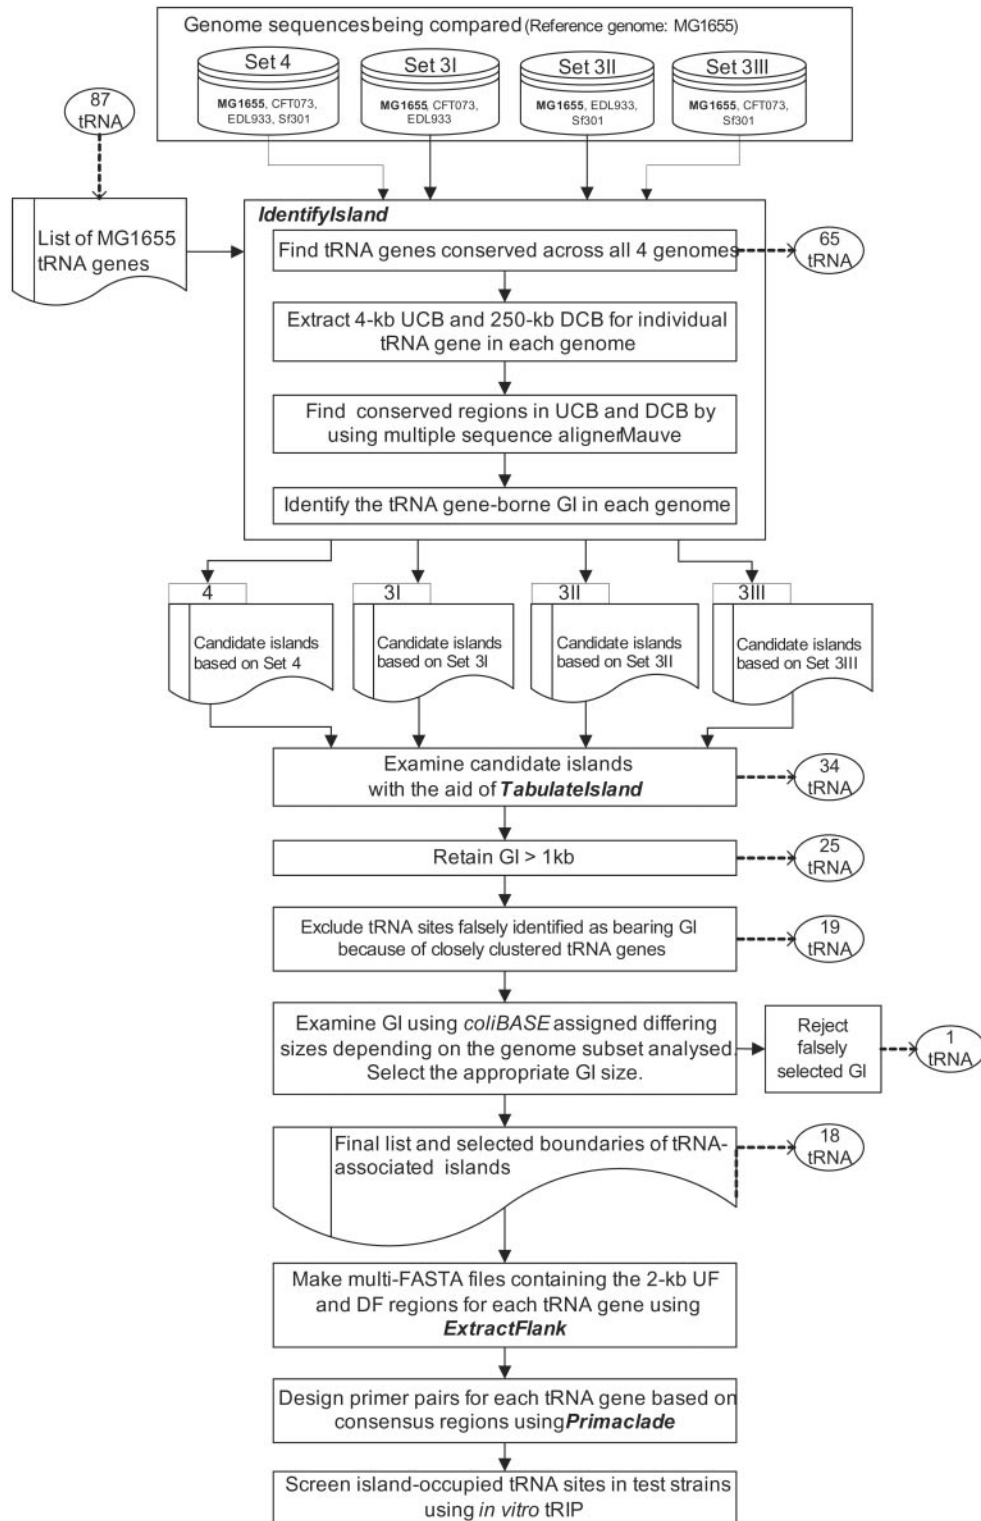 Genome sequences being compared (Reference genome: MG1655)
Set 4
MG1655, CFT073,
EDL933, Sf301
Set 3I
MG1655, CFT073,
EDL933
Set 3II
MG1655, EDL933,
Sf301
Set 3III
MG1655, CFT073,
Sf301
87
tRNA
List of MG1655
tRNA genes
IdentifyIsland
Find tRNA genes conserved across all 4 genomes
65
tRNA
Extract 4-kb UCB and 250-kb DCB for individual
tRNA gene in each genome
Find conserved regions in UCB and DCB by
using multiple sequence alignerMauve
Identify the tRNA gene-borne GI in each genome
4
Candidate islands
based on Set 4
3I
Candidate islands
based on Set 3I
3II
Candidate islands
based on Set 3II
3III
Candidate islands
based on Set 3III
Examine candidate islands
with the aid of TabulateIsland
34
tRNA
Retain GI > 1kb
25
tRNA
Exclude tRNA sites falsely identified as bearing GI
because of closely clustered tRNA genes
19
tRNA
Examine GI using coliBASE assigned differing
sizes depending on the genome subset analysed.
Select the appropriate GI size.
Reject
falsely
selected GI
1
tRNA
Final list and selected boundaries of tRNA-
associated islands
18
tRNA
Make multi-FASTA files containing the 2-kb UF
and DF regions for each tRNA gene using
ExtractFlank
Design primer pairs for each tRNA gene based on
consensus regions using Primaclade
Screen island-occupied tRNA sites in test strains
using in vitro tRIP